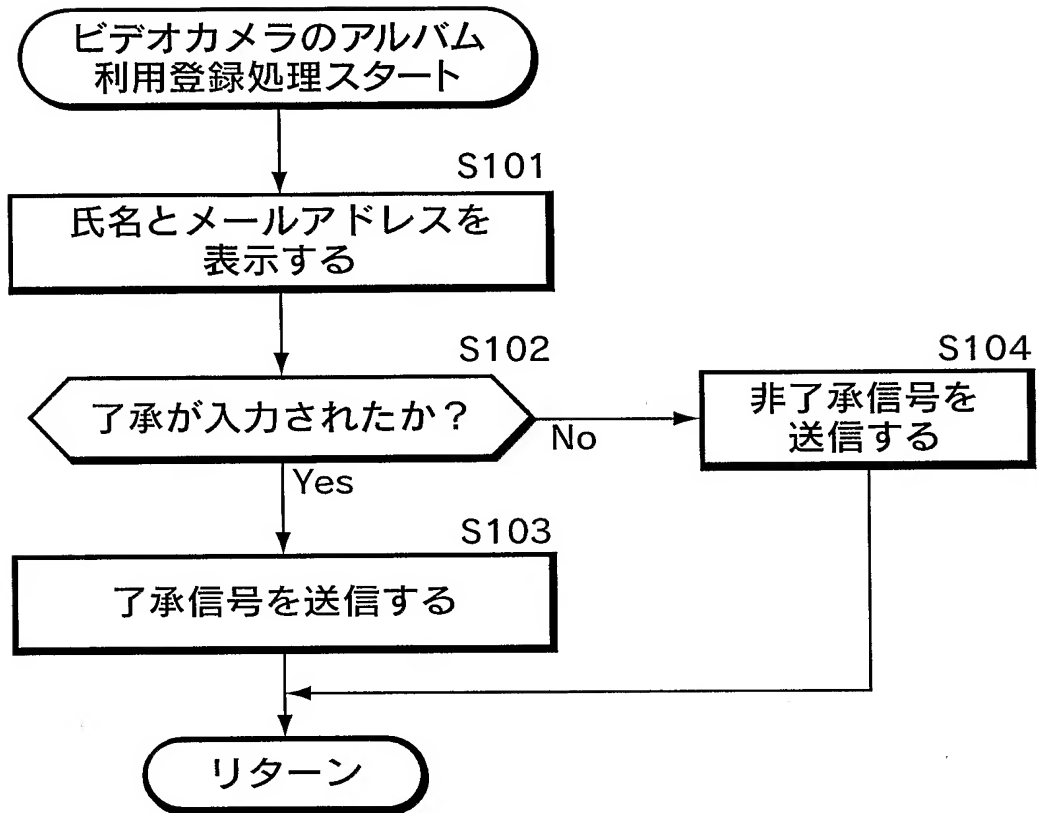 ビデオカメラのアルバム
利用登録処理スタート
S101
氏名とメールアドレスを
表示する
S102
了承が入力されたか？
No
Yes
S104
非了承信号を
送信する
S103
了承信号を送信する
リターン